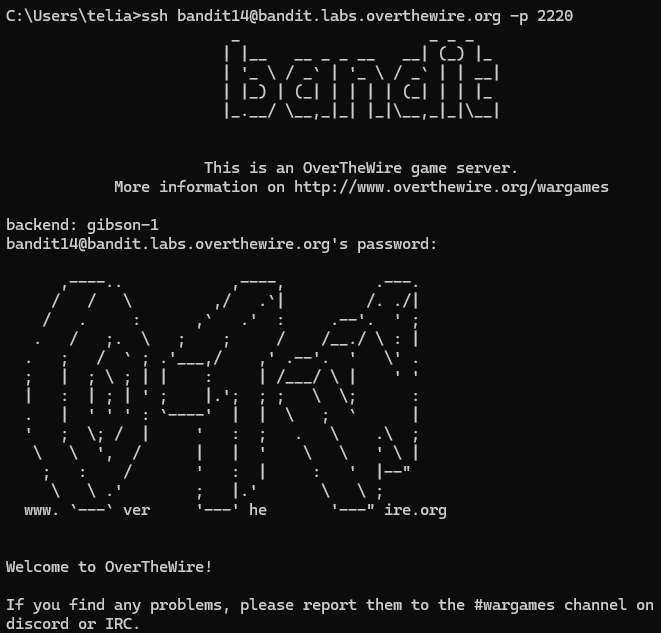 C:\Users\telia>ssh bandit14@bandit.labs.overthewire.org -p 2220
bandit
This is an OverTheWire game server.
More information on http://www.overthewire.org/wargames
backend: gibson-1
bandit14@bandit.labs.overthewire.org's password:
www. ver he ire.org
Welcome to OverTheWire!
If you find any problems, please report them to the #wargames channel on
discord or IRC.